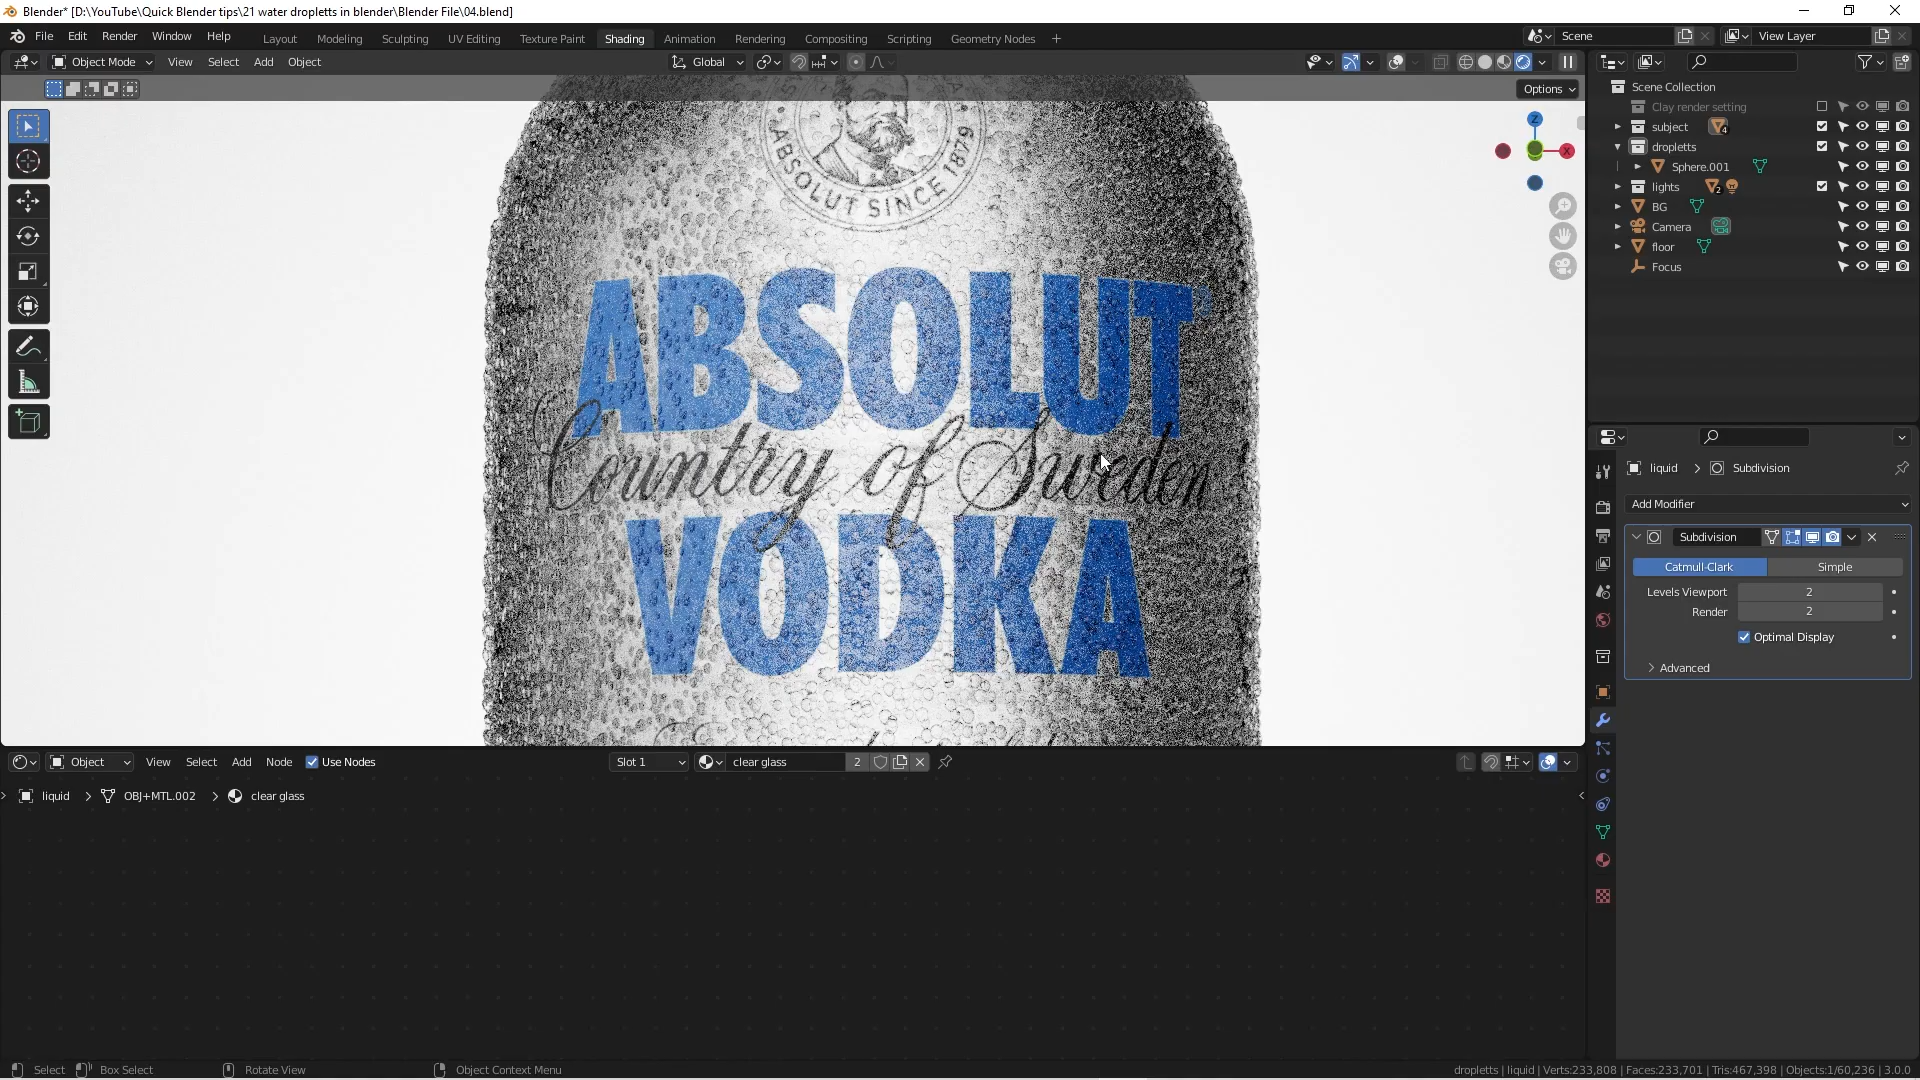 Blender* [D:\YouTube\Quick Blender tips\21 water dropletts in blender\Blender File\04.blend]
File Edit Render Window Help Layout Modeling Sculpting UV Editing Texture Paint Shading Animation Rendering Compositing Scripting Geometry Nodes + Scene View Layer
Object Mode View Select Add Object Global
Options
Scene Collection
Clay render setting
subject 4
dropletts
Sphere.001
lights 2
BG
Camera
floor
Focus
Z
X
ABSOLUT SINCE 1879
ABSOLUT
Country of Sweden
VODKA
liquid > Subdivision
Add Modifier
Subdivision
Catmull-Clark Simple
Levels Viewport 2
Render 2
Optimal Display
Advanced
Object View Select Add Node Use Nodes Slot 1 clear glass 2
liquid > OBJ+MTL.002 > clear glass
Select Box Select Rotate View Object Context Menu dropletts | liquid | Verts:233,808 | Faces:233,701 | Tris:467,398 | Objects:1/60,236 | 3.0.0